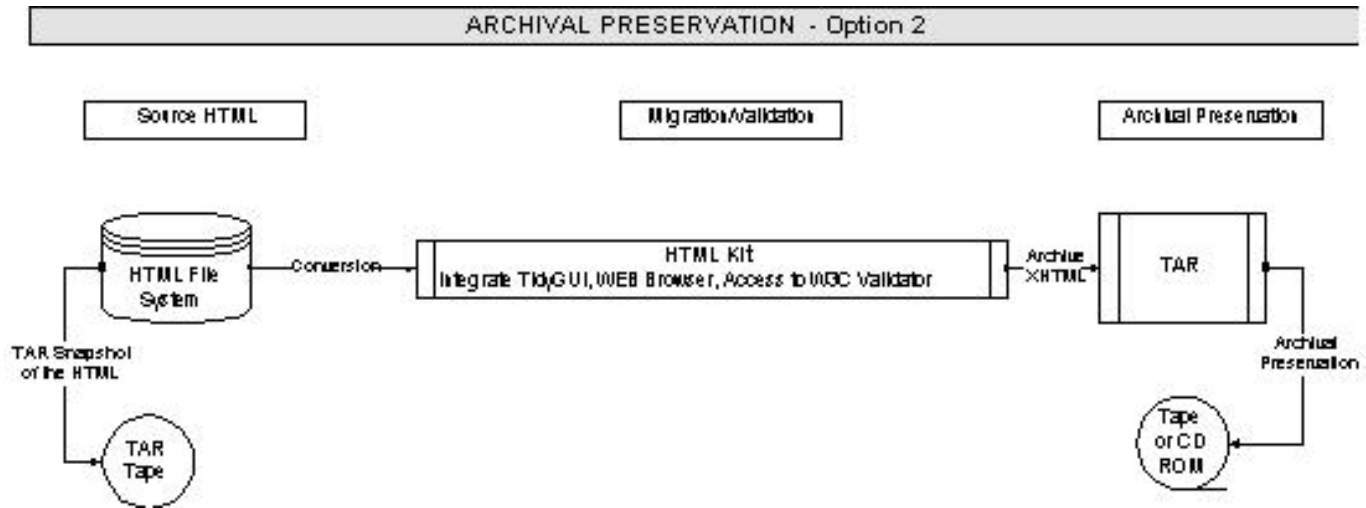 ARCHIVAL PRESERVATION - Option 2
Source HTML
Migration/Validation
Archival Preservation
HTML File
System
Conversion
HTML Kit
Integrate TidyGUI, WEB Browser, Access to W3C Validator
Archive
XHTML
TAR
TAR Snapshot
of the HTML
Archival
Preservation
TAR
Tape
Tape
or CD
ROM